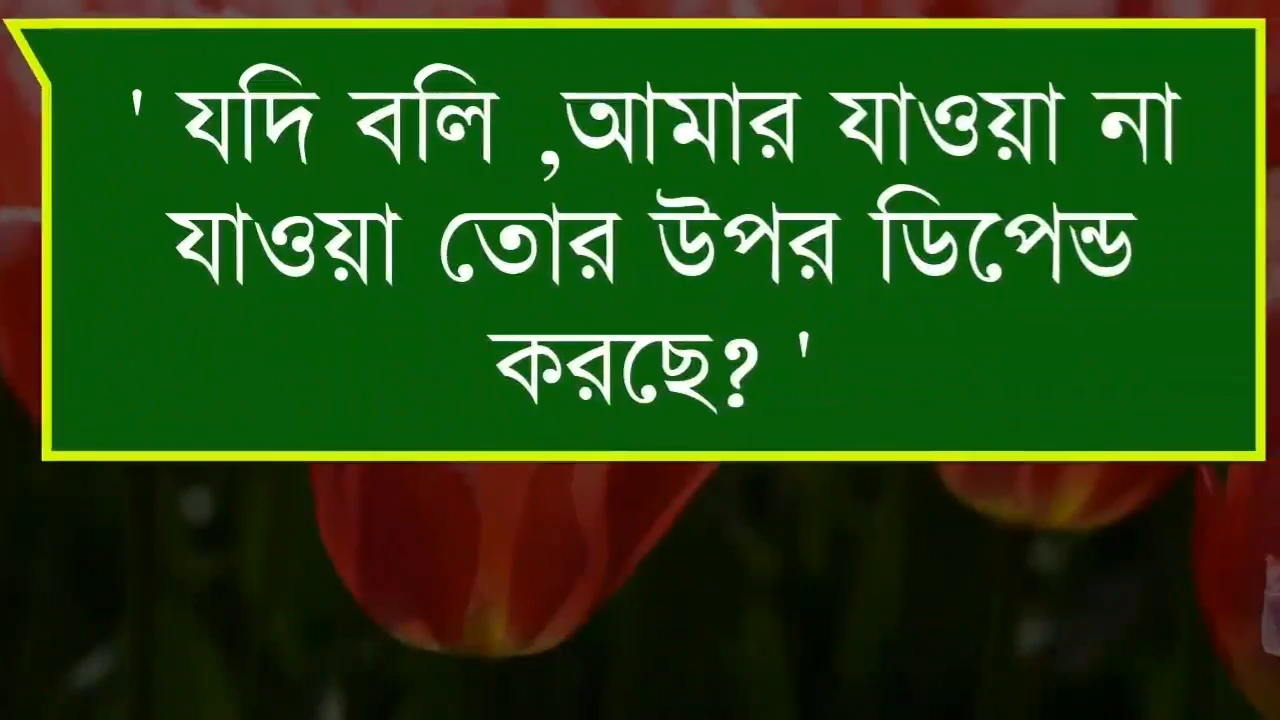 ' যদি বলি ,আমার যাওয়া না
যাওয়া তোর উপর ডিপেন্ড
করছে? '